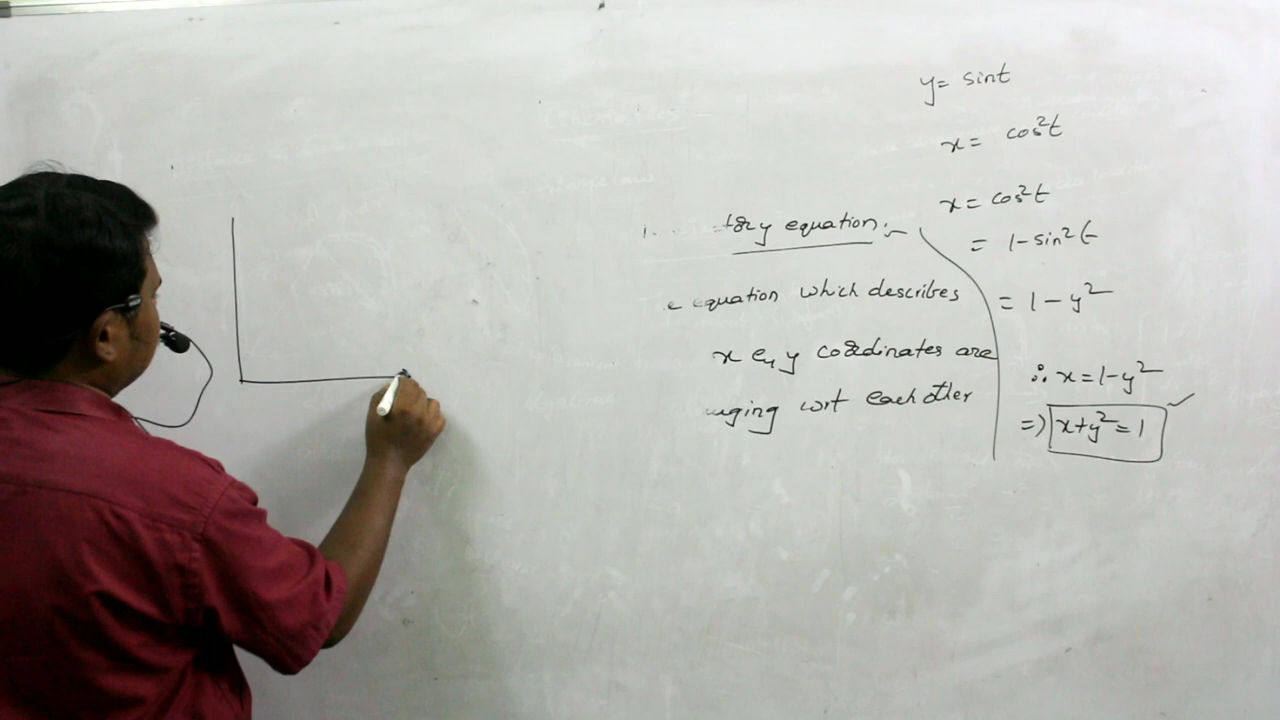 y = sint
x = cos²t
x = cos²t
= 1 - sin²t
= 1 - y²
∴ x = 1 - y²
=) x + y² = 1
equation :-
equation which describes
x & y coordinates are
wrt each other